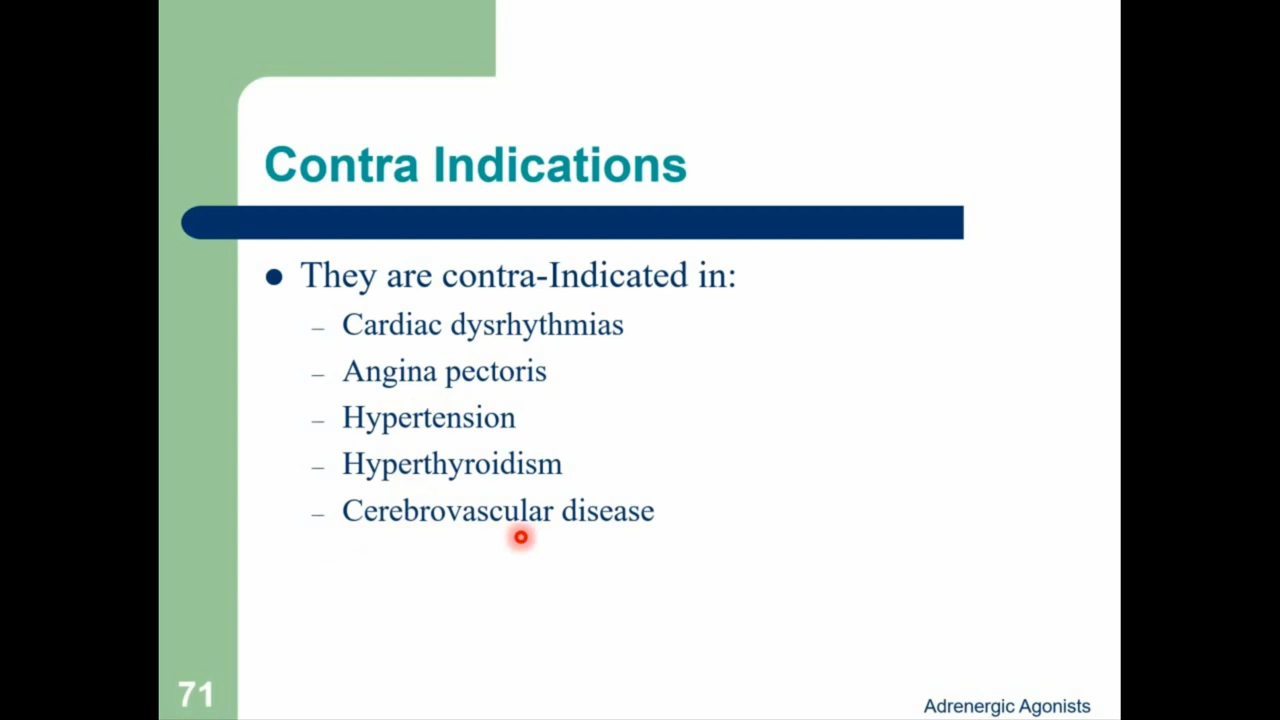 Contra Indications
● They are contra-Indicated in:
– Cardiac dysrhythmias
– Angina pectoris
– Hypertension
– Hyperthyroidism
– Cerebrovascular disease
71
Adrenergic Agonists